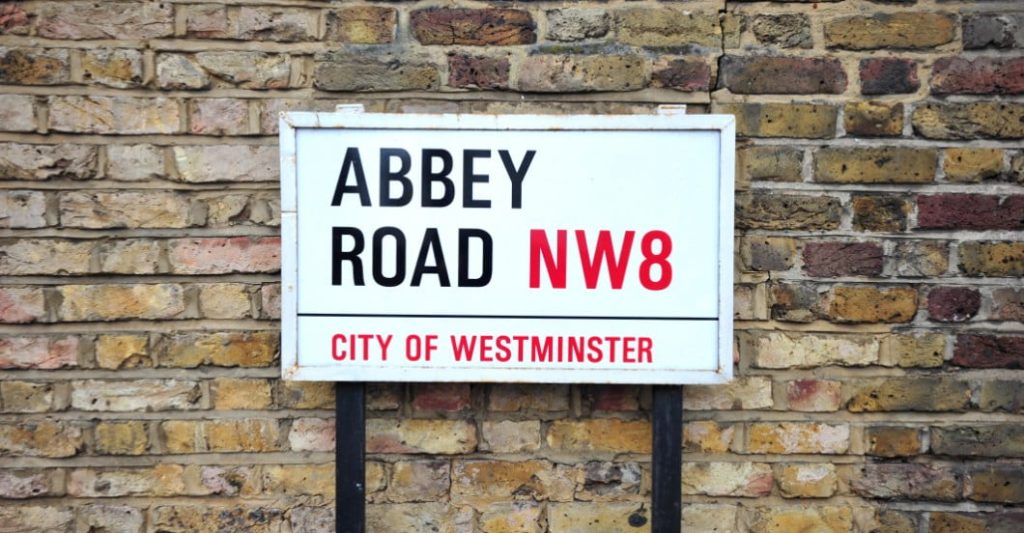 ABBEY
ROAD NW8
CITY OF WESTMINSTER